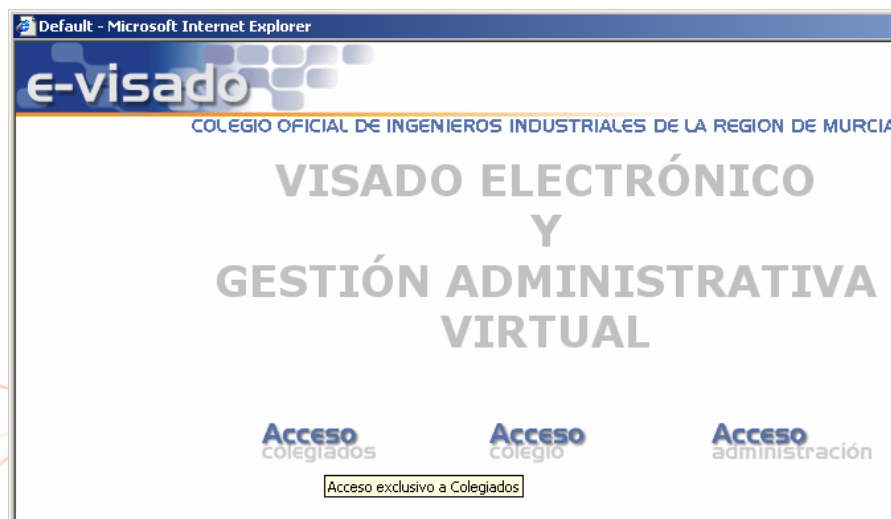 Default - Microsoft Internet Explorer
e-visado
COLEGIO OFICIAL DE INGENIEROS INDUSTRIALES DE LA REGION DE MURCIA
VISADO ELECTRÓNICO
Y
GESTIÓN ADMINISTRATIVA
VIRTUAL
Acceso colegiados
Acceso colegio
Acceso administración
Acceso exclusivo a Colegiados